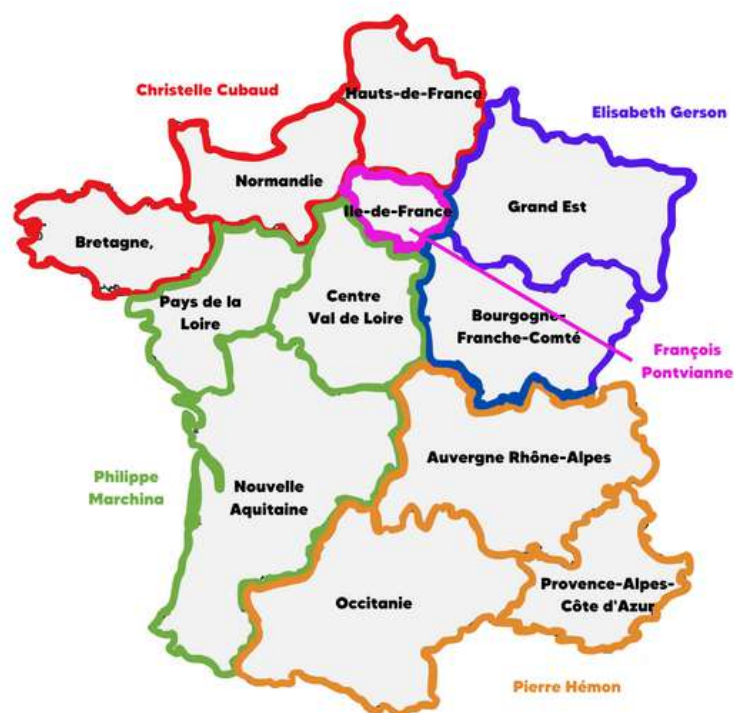 Christelle Cubaud
Hauts-de-France
Elisabeth Gerson
Normandie
Ile-de-France
Grand Est
Bretagne,
Pays de la
Loire
Centre
Val de Loire
Bourgogne-
Franche-Comté
François
Pontvianne
Auvergne Rhône-Alpes
Philippe
Marchina
Nouvelle
Aquitaine
Occitanie
Provence-Alpes-
Côte d'Azur
Pierre Hémon